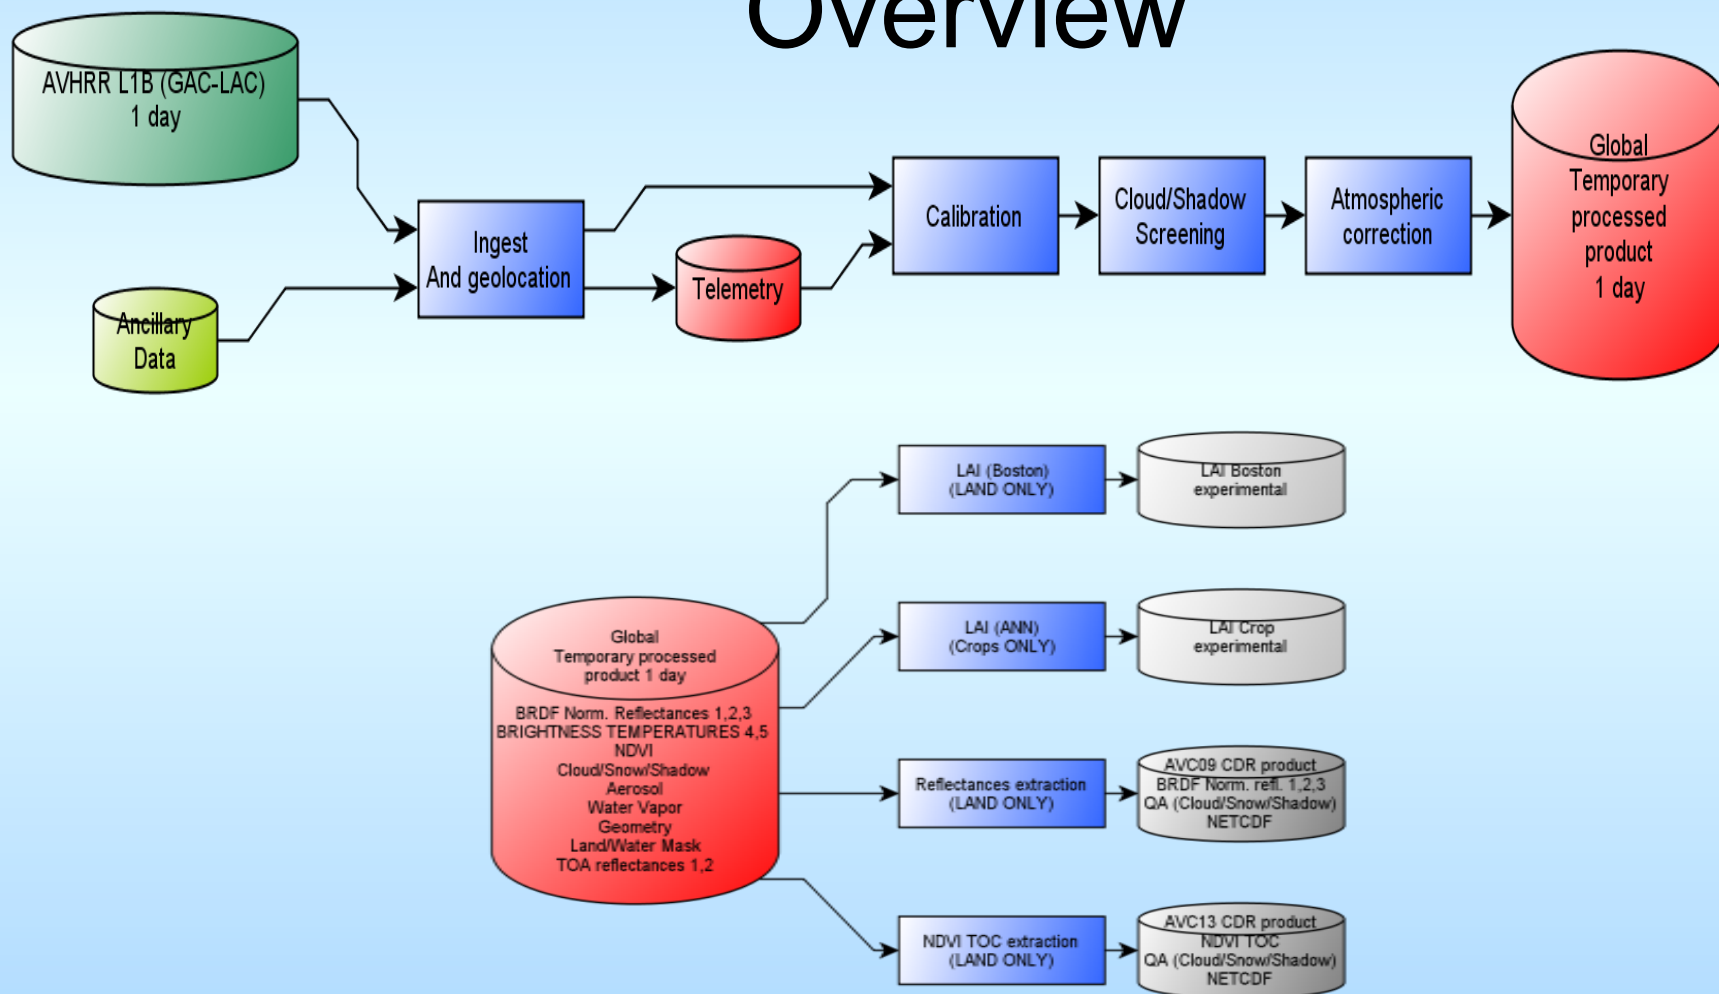 Overview
AVHRR L1B (GAC-LAC)
1 day
Ancillary
Data
Ingest
And geolocation
Telemetry
Calibration
Cloud/Shadow
Screening
Atmospheric
correction
Global
Temporary
processed
product
1 day
Global
Temporary processed
product 1 day
BRDF Norm. Reflectances 1,2,3
BRIGHTNESS TEMPERATURES 4,5
NDVI
Cloud/Snow/Shadow
Aerosol
Water Vapor
Geometry
Land/Water Mask
TOA reflectances 1,2
LAI (Boston)
(LAND ONLY)
LAI Boston
experimental
LAI (ANN)
(Crops ONLY)
LAI Crop
experimental
Reflectances extraction
(LAND ONLY)
AVC09 CDR product
BRDF Norm. refl. 1,2,3
QA (Cloud/Snow/Shadow)
NETCDF
NDVI TOC extraction
(LAND ONLY)
AVC13 CDR product
NDVI TOC
QA (Cloud/Snow/Shadow)
NETCDF